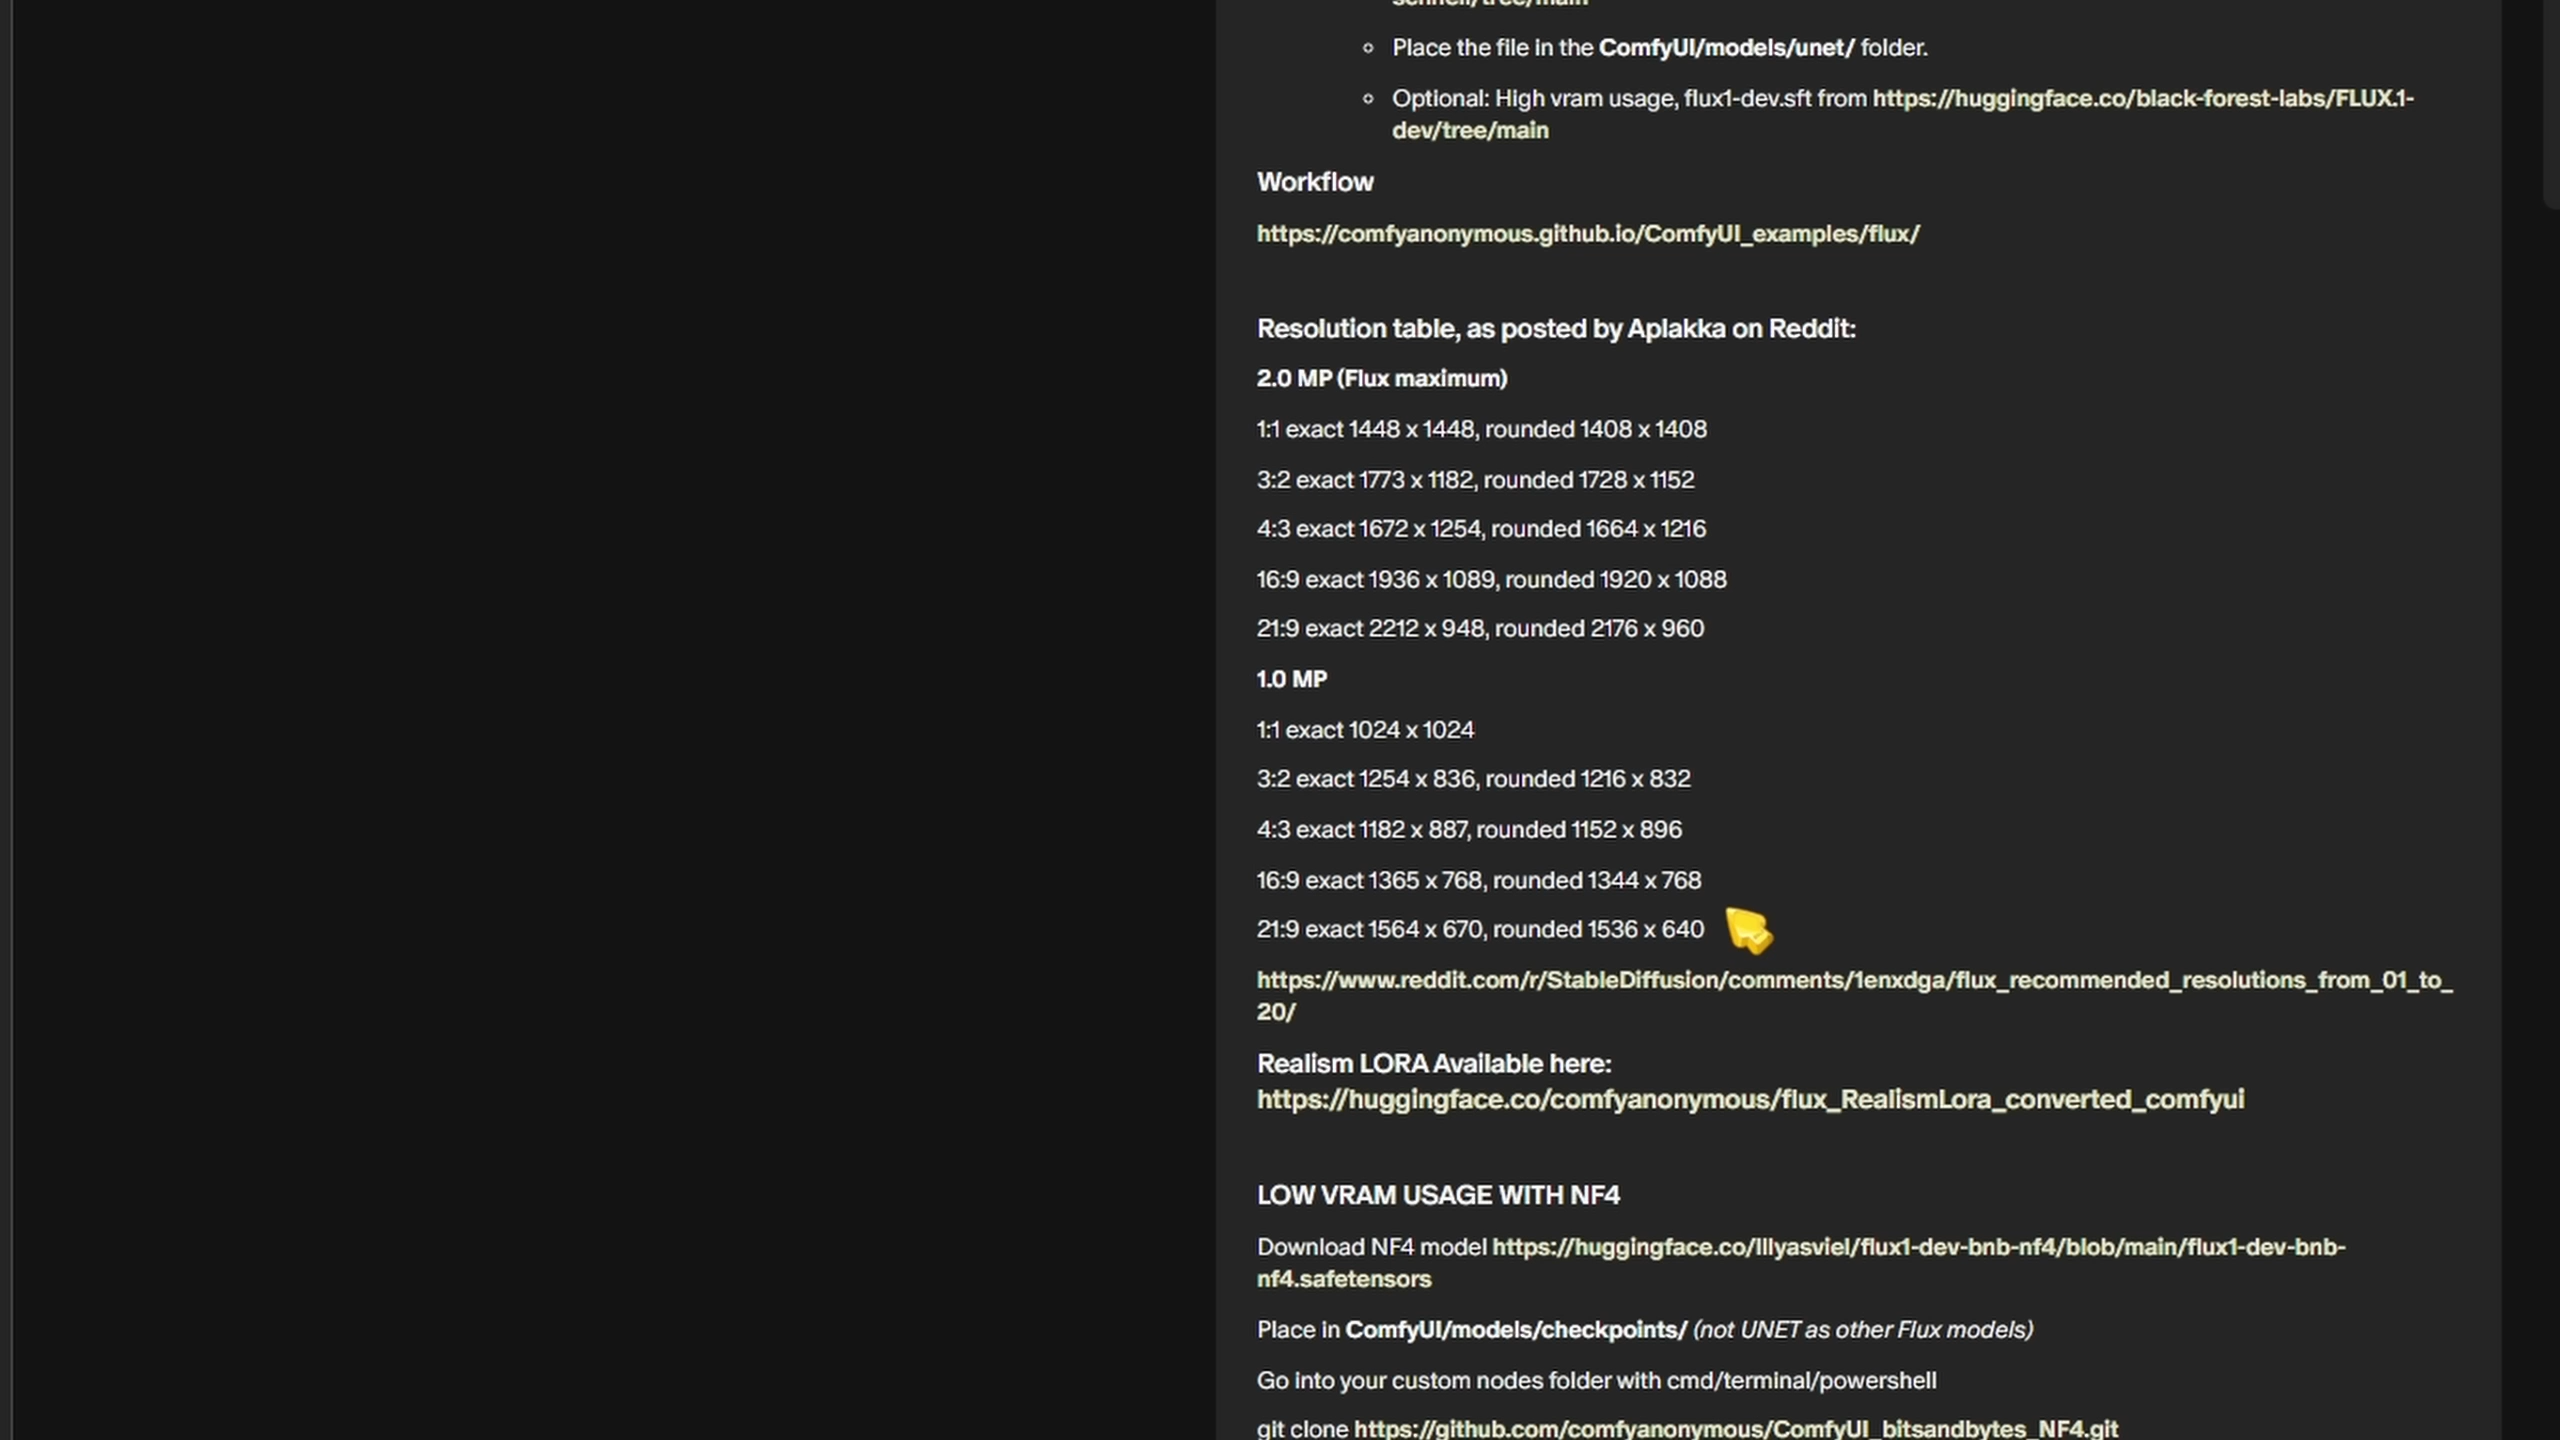 schnell/tree/main
Place the file in the ComfyUI/models/unet/ folder.
Optional: High vram usage, flux1-dev.sft from https://huggingface.co/black-forest-labs/FLUX.1-
dev/tree/main
Workflow
https://comfyanonymous.github.io/ComfyUI_examples/flux/
Resolution table, as posted by Aplakka on Reddit:
2.0 MP (Flux maximum)
1:1 exact 1448 x 1448, rounded 1408 x 1408
3:2 exact 1773 x 1182, rounded 1728 x 1152
4:3 exact 1672 x 1254, rounded 1664 x 1216
16:9 exact 1936 x 1089, rounded 1920 x 1088
21:9 exact 2212 x 948, rounded 2176 x 960
1.0 MP
1:1 exact 1024 x 1024
3:2 exact 1254 x 836, rounded 1216 x 832
4:3 exact 1182 x 887, rounded 1152 x 896
16:9 exact 1365 x 768, rounded 1344 x 768
21:9 exact 1564 x 670, rounded 1536 x 640
https://www.reddit.com/r/StableDiffusion/comments/1enxdga/flux_recommended_resolutions_from_01_to_
20/
Realism LORA Available here:
https://huggingface.co/comfyanonymous/flux_RealismLora_converted_comfyui
LOW VRAM USAGE WITH NF4
Download NF4 model https://huggingface.co/lllyasviel/flux1-dev-bnb-nf4/blob/main/flux1-dev-bnb-
nf4.safetensors
Place in ComfyUI/models/checkpoints/ (not UNET as other Flux models)
Go into your custom nodes folder with cmd/terminal/powershell
git clone https://github.com/comfyanonymous/ComfyUI_bitsandbytes_NF4.git